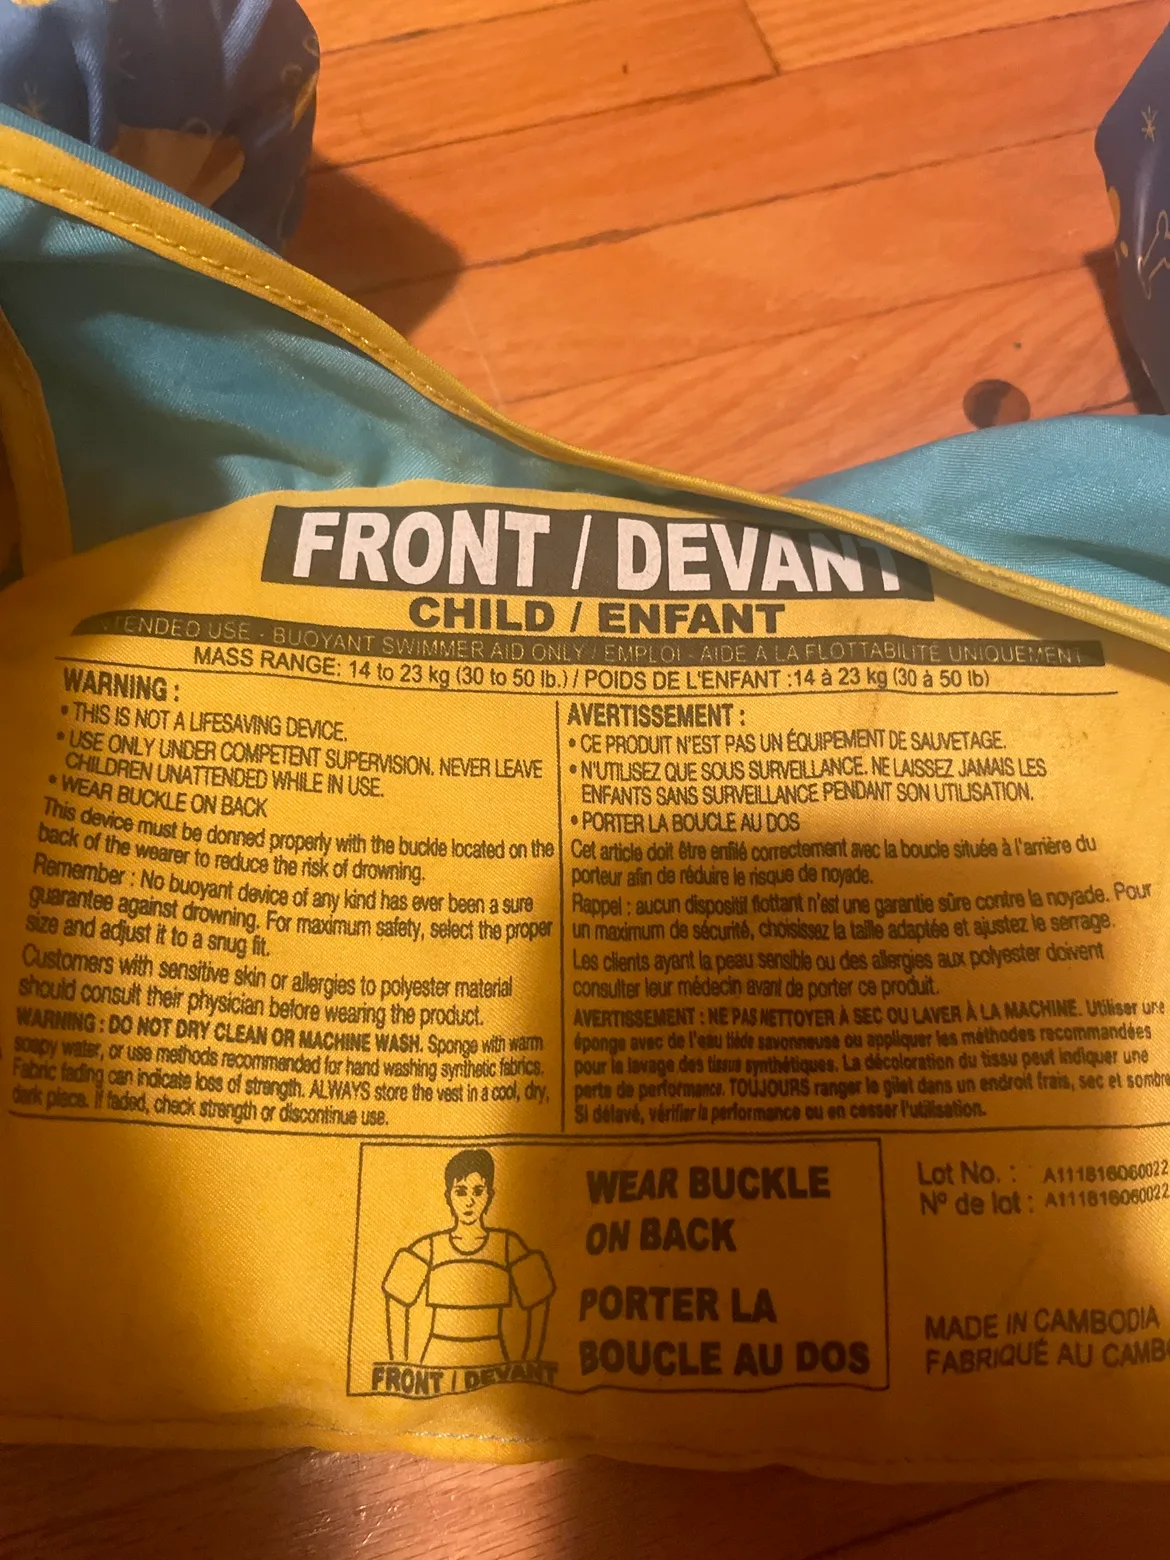 FRONT / DEVANT
CHILD / ENFANT
INTENDED USE - BUOYANT SWIMMER AID ONLY / EMPLOI - AIDE À LA FLOTTABILITÉ UNIQUEMENT
MASS RANGE: 14 to 23 kg (30 to 50 lb.) / POIDS DE L'ENFANT :14 à 23 kg (30 à 50 lb)
WARNING :
• THIS IS NOT A LIFESAVING DEVICE.
• USE ONLY UNDER COMPETENT SUPERVISION. NEVER LEAVE
CHILDREN UNATTENDED WHILE IN USE.
• WEAR BUCKLE ON BACK
This device must be donned properly with the buckle located on the
back of the wearer to reduce the risk of drowning.
Remember : No buoyant device of any kind has ever been a sure
guarantee against drowning. For maximum safety, select the proper
size and adjust it to a snug fit.
Customers with sensitive skin or allergies to polyester material
should consult their physician before wearing the product.
WARNING : DO NOT DRY CLEAN OR MACHINE WASH. Sponge with warm
soapy water, or use methods recommended for hand washing synthetic fabrics.
Fabric fading can indicate loss of strength. ALWAYS store the vest in a cool, dry,
dark place. If faded, check strength or discontinue use.
AVERTISSEMENT :
• CE PRODUIT N'EST PAS UN ÉQUIPEMENT DE SAUVETAGE.
• N'UTILISEZ QUE SOUS SURVEILLANCE. NE LAISSEZ JAMAIS LES
ENFANTS SANS SURVEILLANCE PENDANT SON UTILISATION.
• PORTER LA BOUCLE AU DOS
Cet article doit être enfilé correctement avec la boucle située à l'arrière du
porteur afin de réduire le risque de noyade.
Rappel : aucun dispositif flottant n'est une garantie sûre contre la noyade. Pour
un maximum de sécurité, choisissez la taille adaptée et ajustez le serrage.
Les clients ayant la peau sensible ou des allergies aux polyester doivent
consulter leur médecin avant de porter ce produit.
AVERTISSEMENT : NE PAS NETTOYER À SEC OU LAVER À LA MACHINE. Utiliser une
éponge avec de l'eau tiède savonneuse ou appliquer les méthodes recommandées
pour le lavage des tissus synthétiques. La décoloration du tissu peut indiquer une
perte de performance. TOUJOURS ranger le gilet dans un endroit frais, sec et sombre
Si délavé, vérifier la performance ou en cesser l'utilisation.
WEAR BUCKLE
ON BACK
PORTER LA
BOUCLE AU DOS
FRONT / DEVANT
Lot No. : A111816060022
Nº de lot : A111816060022
MADE IN CAMBODIA
FABRIQUÉ AU CAMB